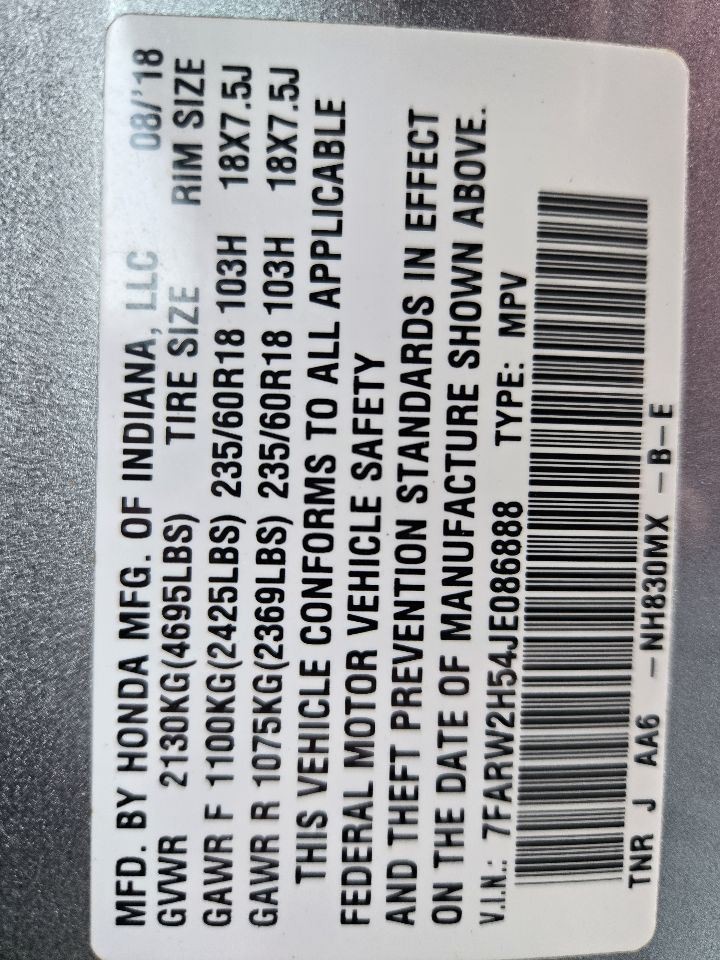 MFD. BY HONDA MFG. OF INDIANA, LLC 08/'18
GVWR 2130KG(4695LBS) TIRE SIZE RIM SIZE
GAWR F 1100KG(2425LBS) 235/60R18 103H 18X7.5J
GAWR R 1075KG(2369LBS) 235/60R18 103H 18X7.5J
THIS VEHICLE CONFORMS TO ALL APPLICABLE
FEDERAL MOTOR VEHICLE SAFETY
AND THEFT PREVENTION STANDARDS IN EFFECT
ON THE DATE OF MANUFACTURE SHOWN ABOVE.
V.I.N.: 7FARW2H54JE086888 TYPE: MPV
TNR J AA6 –NH830MX –B–E